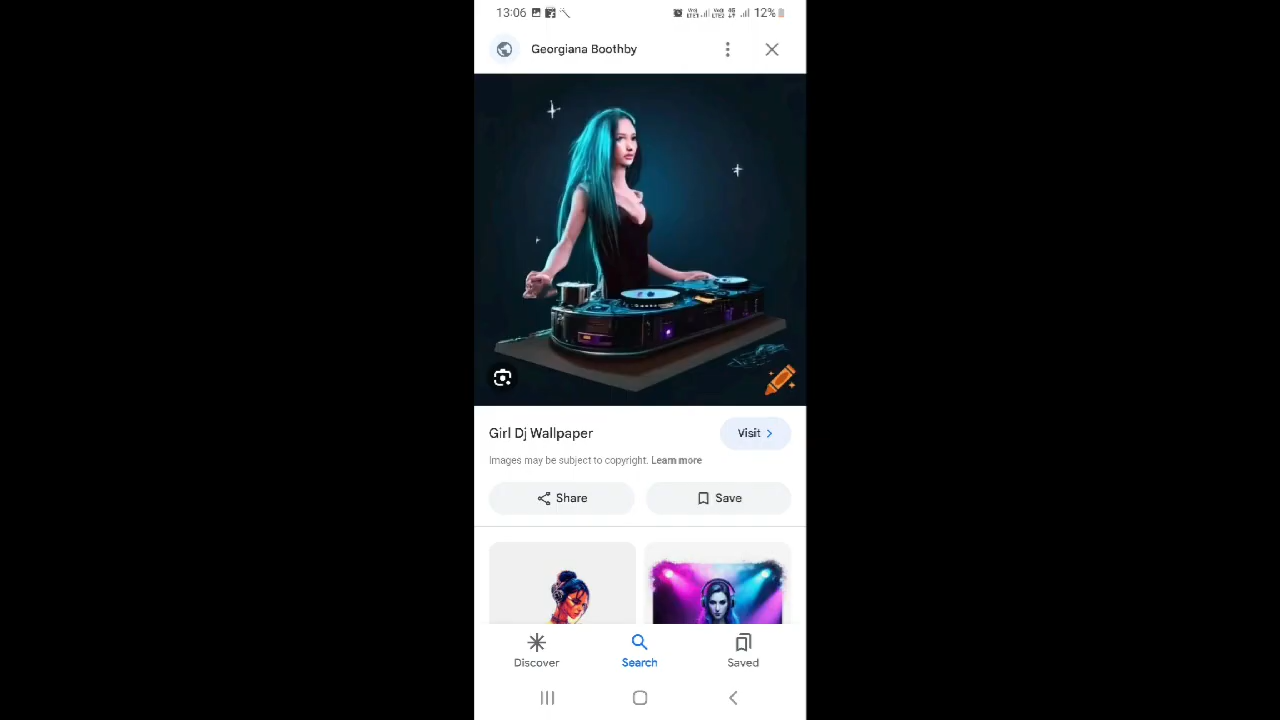 13:06 12%
Georgiana Boothby
Girl Dj Wallpaper
Visit
Images may be subject to copyright. Learn more
Share
Save
Discover
Search
Saved